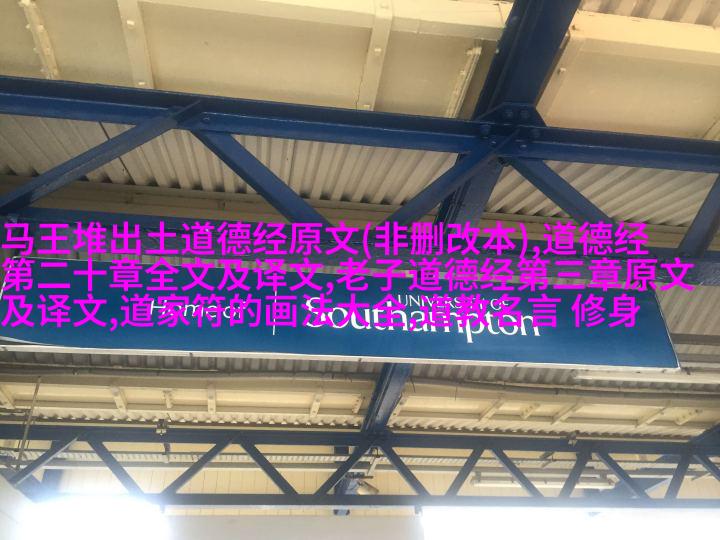 马王堆出土道德经原文(非删改本),道德经
第二十章全文及译文,老子道德经第三章原文
及译文,道家符的画法大全,道教名言 修身
Home of
UNIVERSITY OF
Southampton